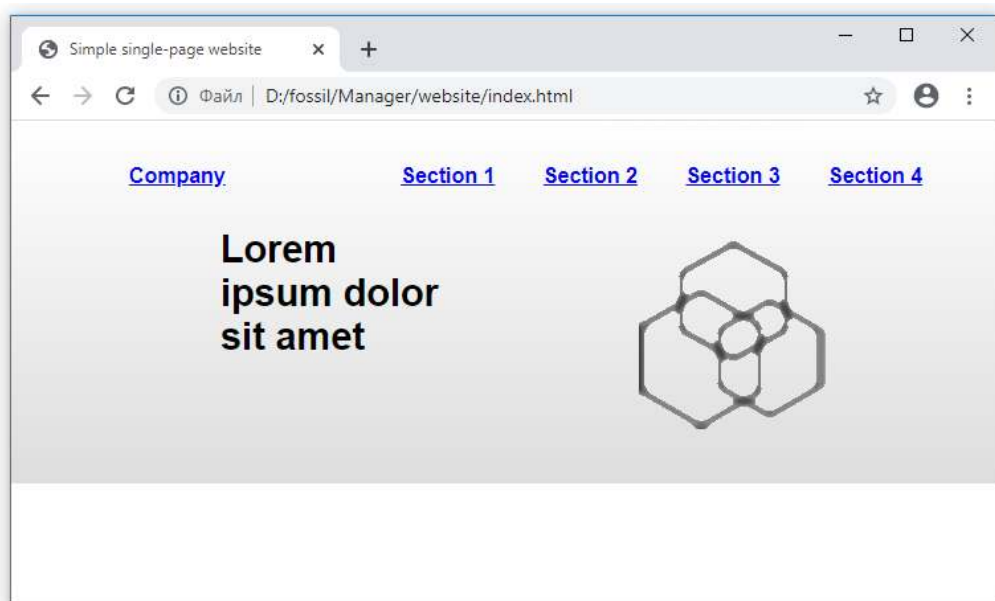 Simple single-page website
Файл | D:/fossil/Manager/website/index.html
Company Section 1 Section 2 Section 3 Section 4
Lorem
ipsum dolor
sit amet